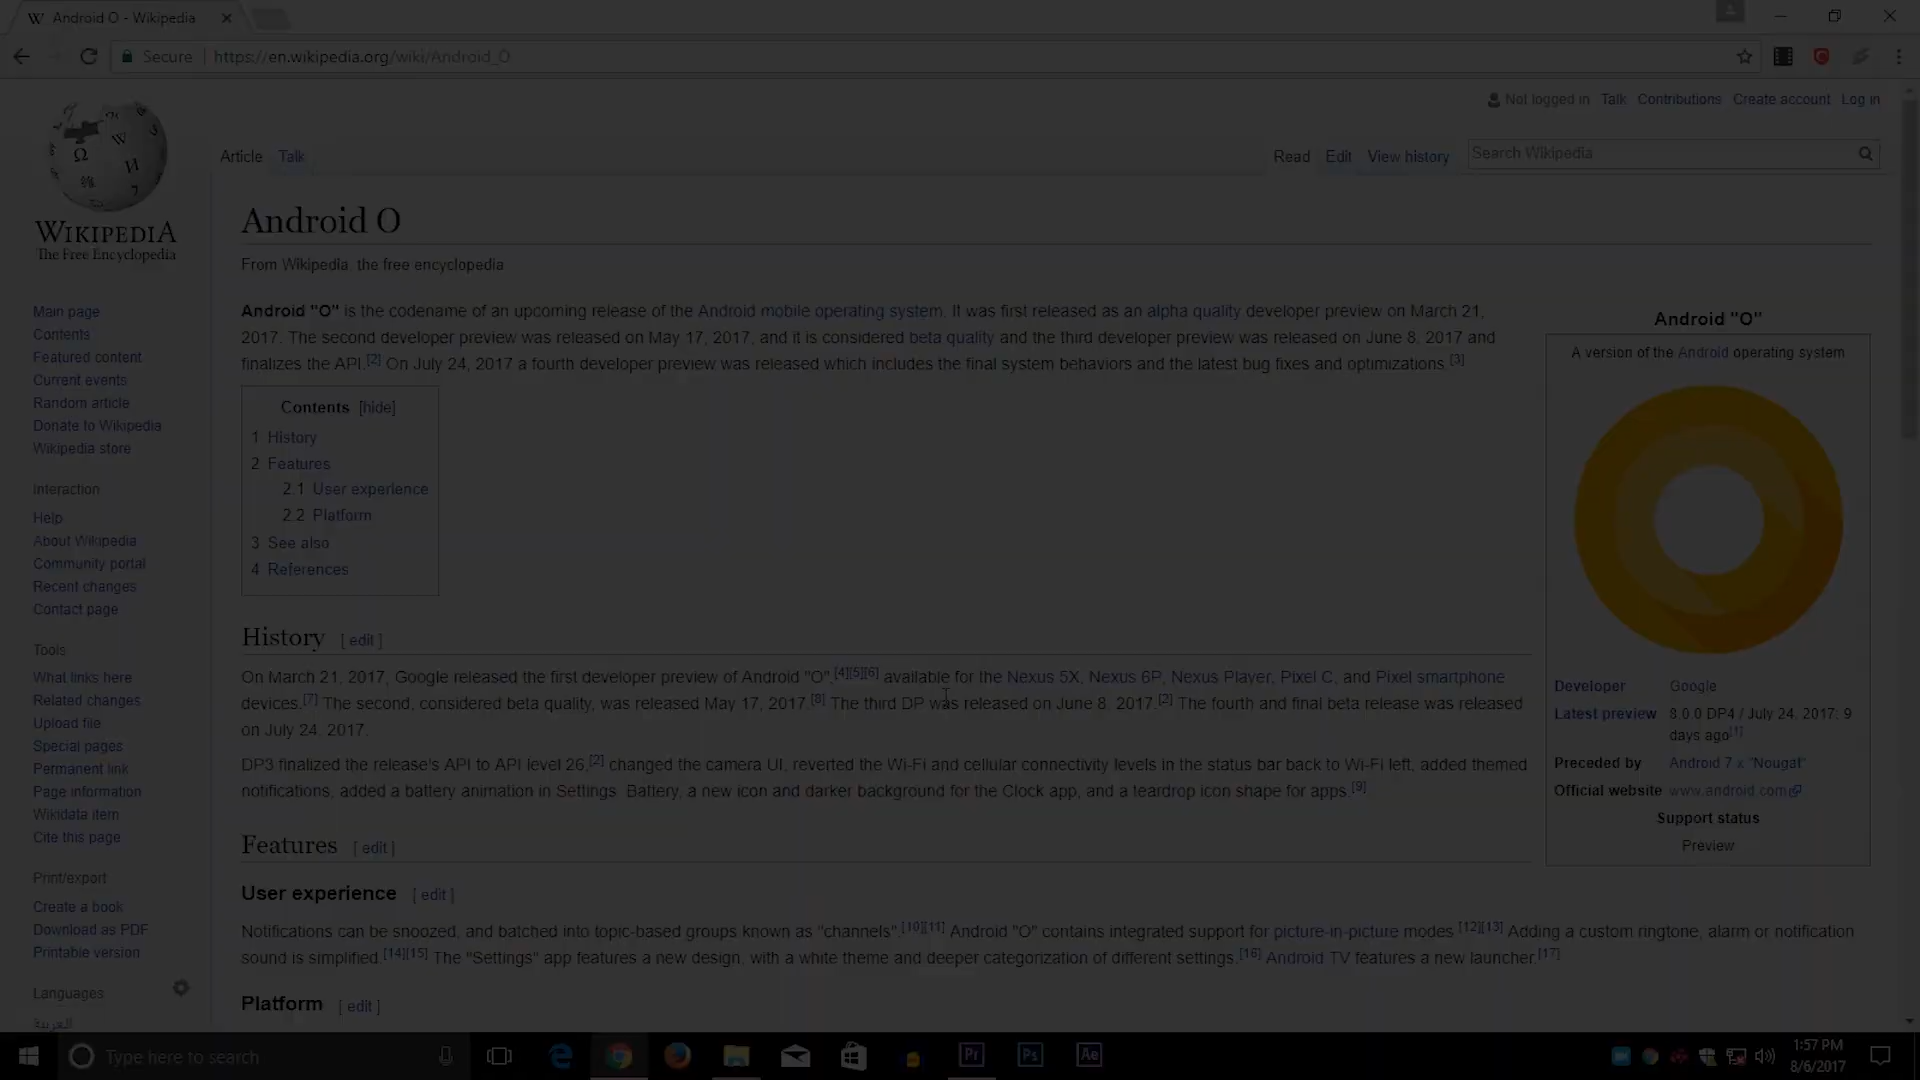 Android O - Wikipedia
Secure
https://en.wikipedia.org/wiki/Android_O
Not logged in Talk Contributions Create account Log in
Article Talk
Read Edit View history
Search Wikipedia
WIKIPEDIA
The Free Encyclopedia
Main page
Contents
Featured content
Current events
Random article
Donate to Wikipedia
Wikipedia store
Interaction
Help
About Wikipedia
Community portal
Recent changes
Contact page
Tools
What links here
Related changes
Upload file
Special pages
Permanent link
Page information
Wikidata item
Cite this page
Print/export
Create a book
Download as PDF
Printable version
Languages
العربية
Android O
From Wikipedia, the free encyclopedia
Android "O" is the codename of an upcoming release of the Android mobile operating system. It was first released as an alpha quality developer preview on March 21,
2017. The second developer preview was released on May 17, 2017, and it is considered beta quality and the third developer preview was released on June 8, 2017 and
finalizes the API.[2] On July 24, 2017 a fourth developer preview was released which includes the final system behaviors and the latest bug fixes and optimizations.[3]
Contents [hide]
1 History
2 Features
2.1 User experience
2.2 Platform
3 See also
4 References
History [ edit ]
On March 21, 2017, Google released the first developer preview of Android "O",[4][5][6] available for the Nexus 5X, Nexus 6P, Nexus Player, Pixel C, and Pixel smartphone
devices.[7] The second, considered beta quality, was released May 17, 2017.[8] The third DP was released on June 8, 2017.[2] The fourth and final beta release was released
on July 24, 2017.
DP3 finalized the release's API to API level 26,[2] changed the camera UI, reverted the Wi-Fi and cellular connectivity levels in the status bar back to Wi-Fi left, added themed
notifications, added a battery animation in Settings: Battery, a new icon and darker background for the Clock app, and a teardrop icon shape for apps.[9]
Features [ edit ]
User experience [ edit ]
Notifications can be snoozed, and batched into topic-based groups known as "channels".[10][11] Android "O" contains integrated support for picture-in-picture modes.[12][13] Adding a custom ringtone, alarm or notification
sound is simplified.[14][15] The "Settings" app features a new design, with a white theme and deeper categorization of different settings.[16] Android TV features a new launcher.[17]
Platform [ edit ]
Android "O"
A version of the Android operating system
Developer Google
Latest preview 8.0.0 DP4 / July 24, 2017; 9
days ago[1]
Preceded by Android 7.x "Nougat"
Official website www.android.com
Support status
Preview
Type here to search
Pr Ps Ae
1:57 PM
8/6/2017